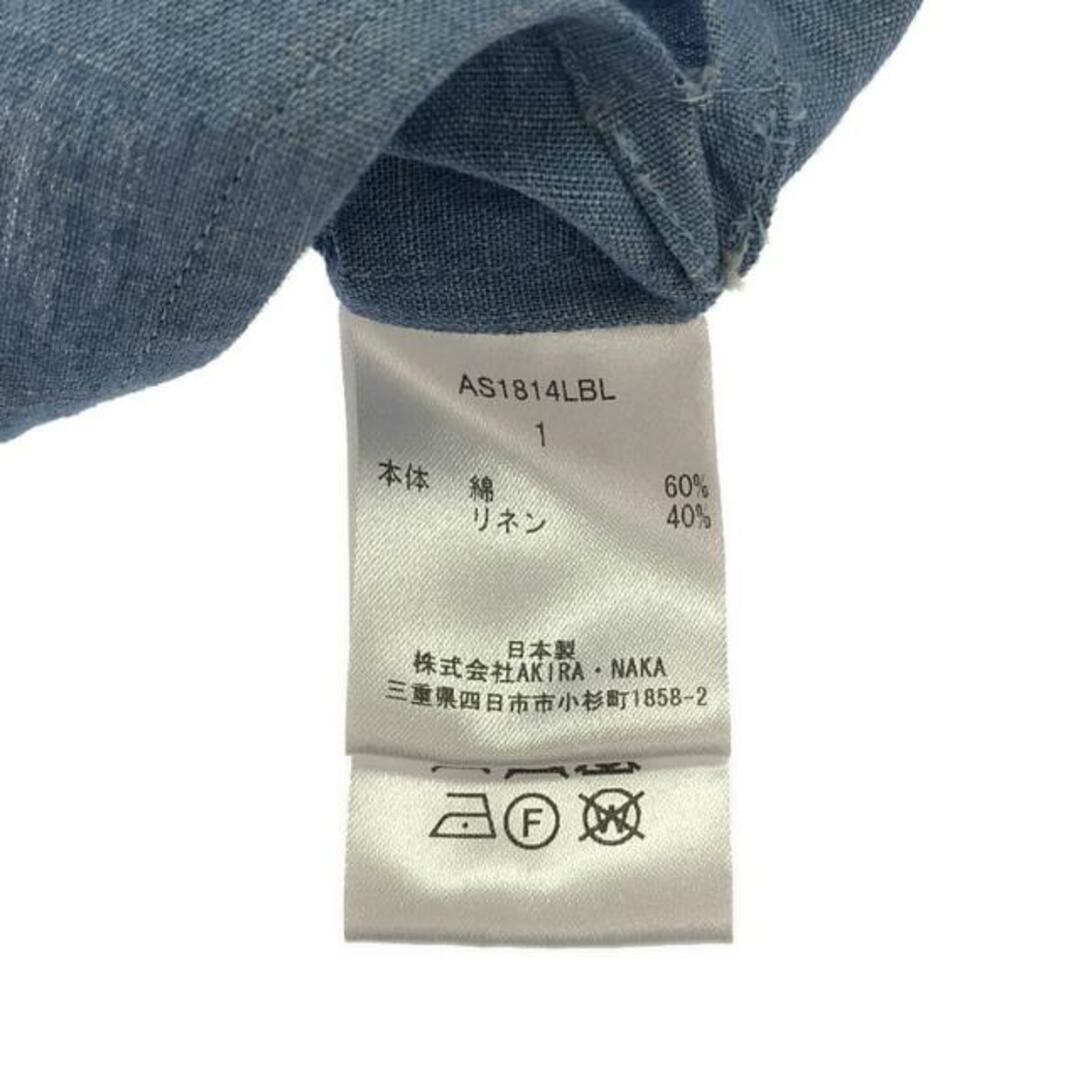 AS1814LBL
1
本体 綿 60%
リネン 40%
日本製
株式会社AKIRA・NAKA
三重県四日市市小杉町1858-2
F
W